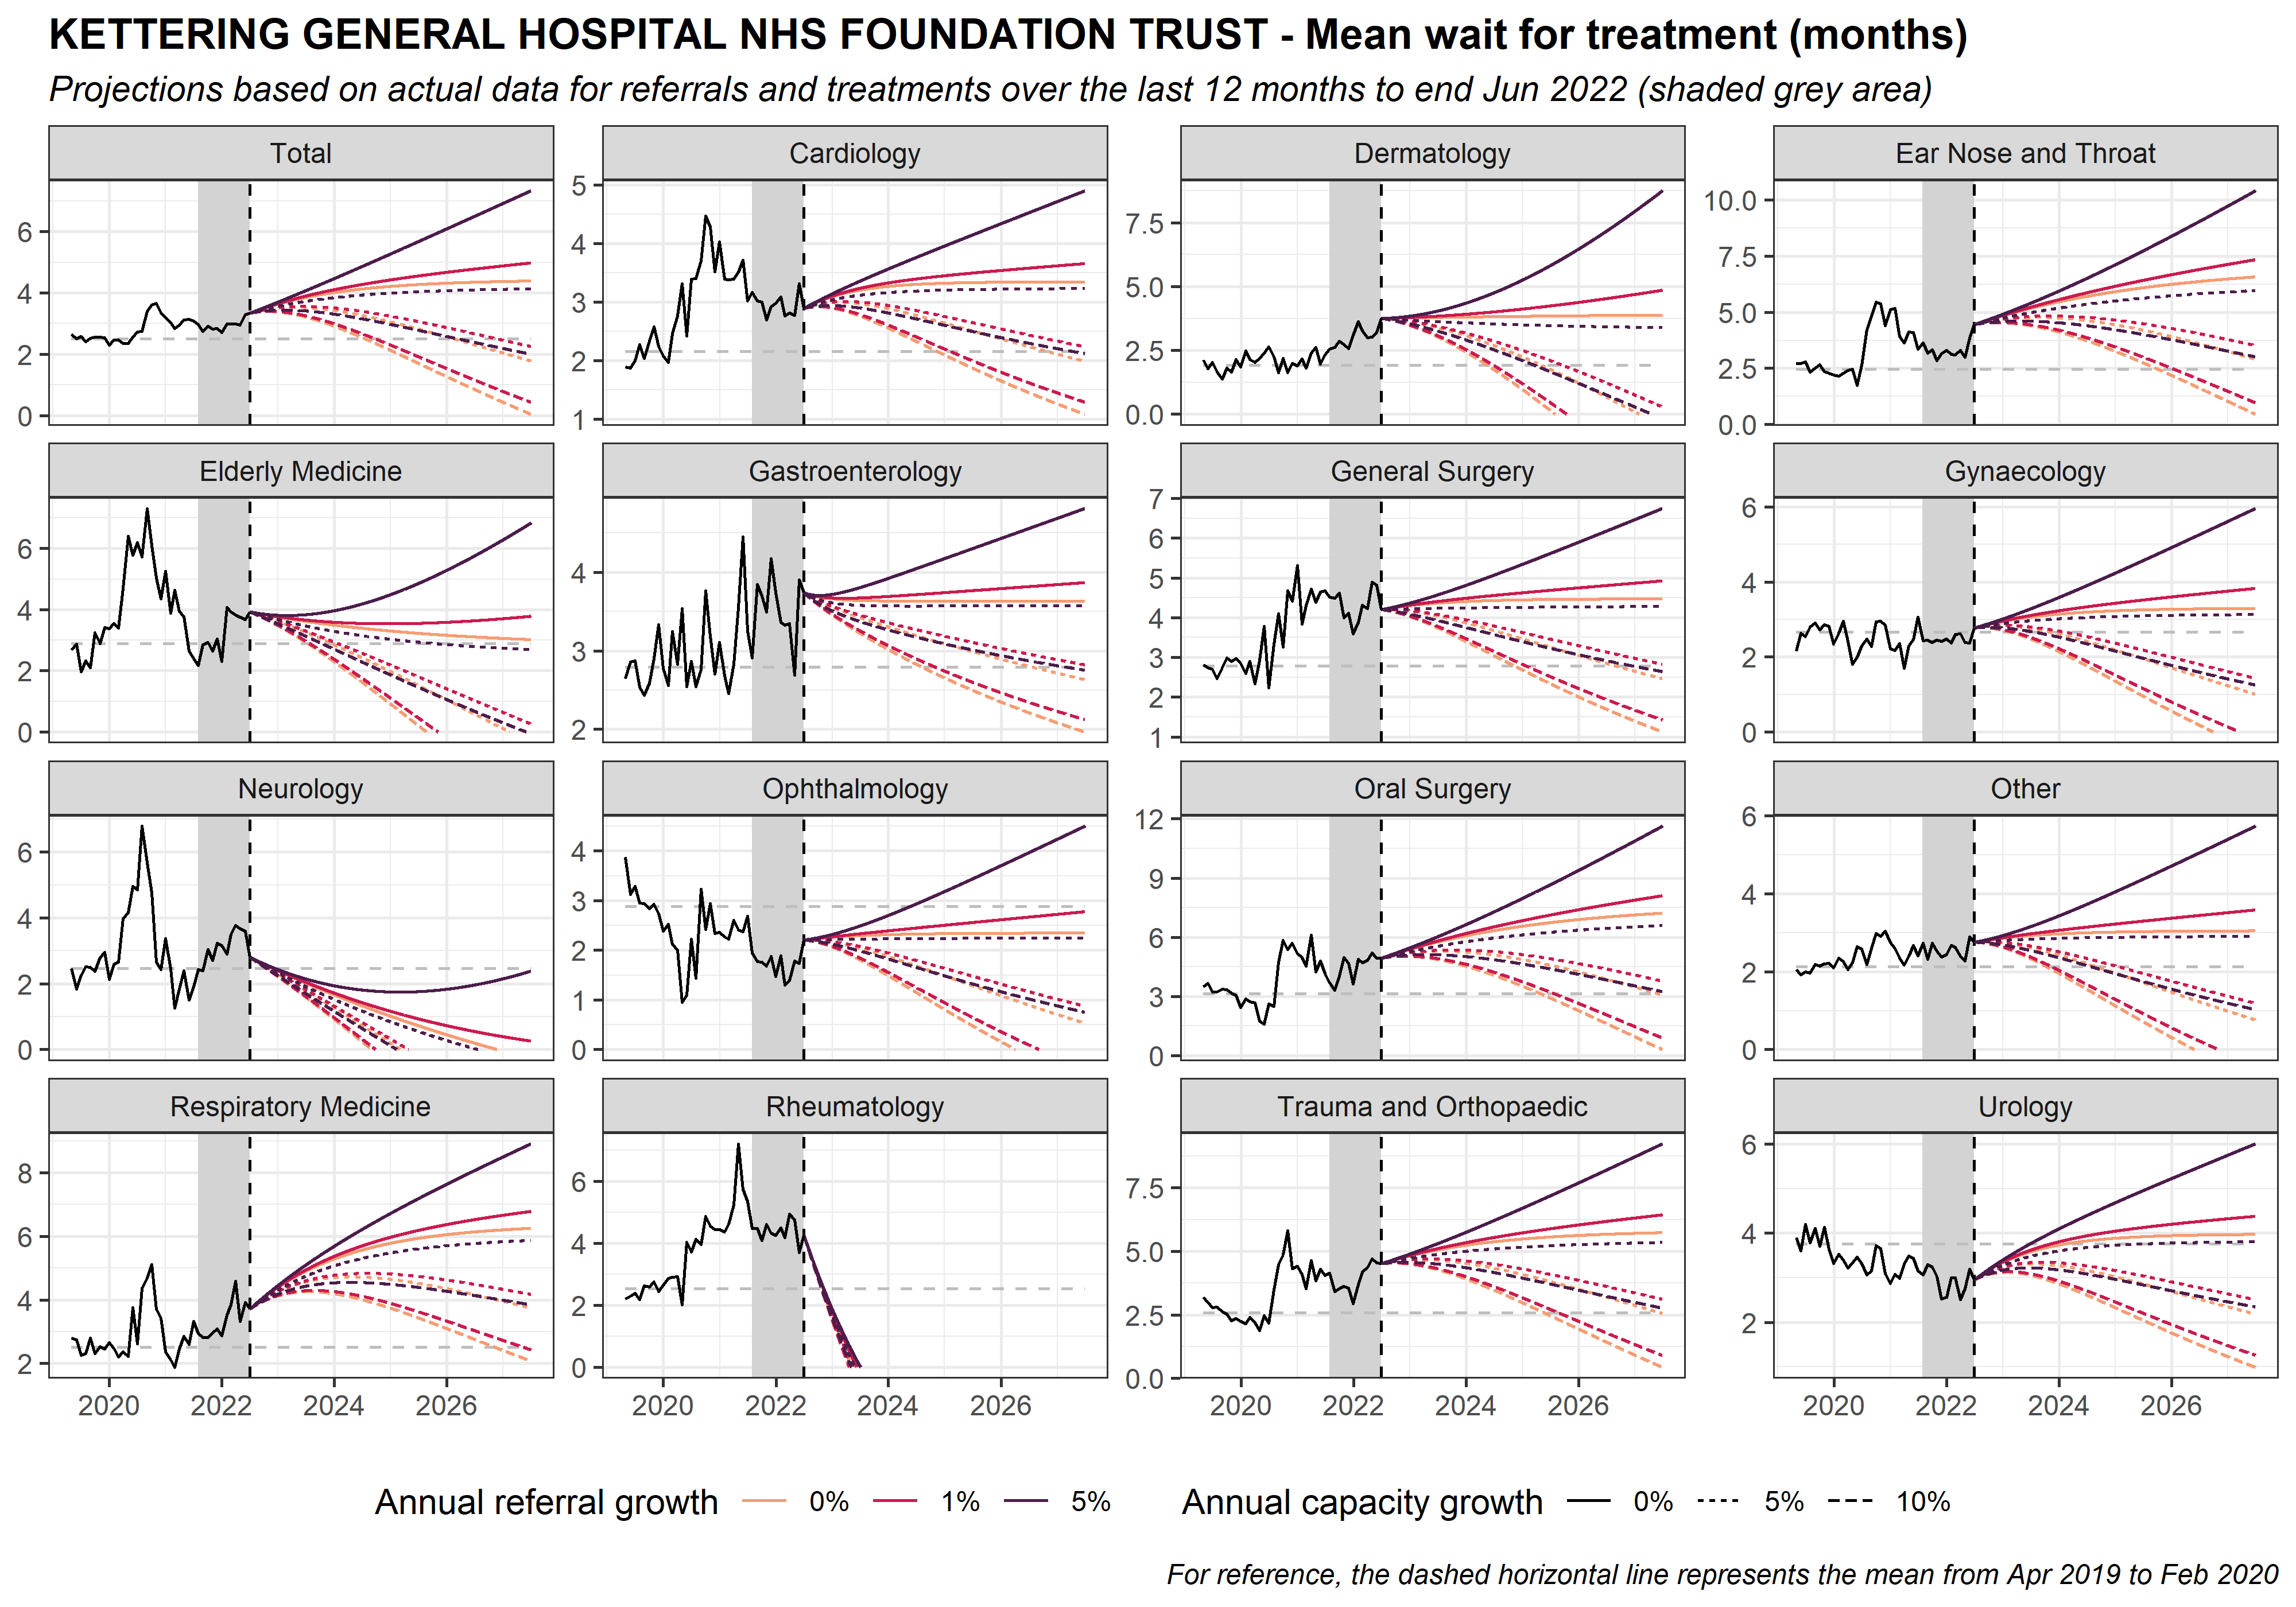 KETTERING GENERAL HOSPITAL NHS FOUNDATION TRUST - Mean wait for treatment (months)
Projections based on actual data for referrals and treatments over the last 12 months to end Jun 2022 (shaded grey area)
Total
6
4
2
0
Cardiology
5
4
3
2
1
Dermatology
7.5
5.0
2.5
0.0
Ear Nose and Throat
10.0
7.5
5.0
2.5
0.0
Elderly Medicine
6
4
2
0
Gastroenterology
4
3
2
General Surgery
7
6
5
4
3
2
1
Gynaecology
6
4
2
0
Neurology
6
4
2
0
Ophthalmology
4
3
2
1
0
Oral Surgery
12
9
6
3
0
Other
6
4
2
0
Respiratory Medicine
8
6
4
2
2020 2022 2024 2026
Rheumatology
6
4
2
0
2020 2022 2024 2026
Trauma and Orthopaedic
7.5
5.0
2.5
0.0
2020 2022 2024 2026
Urology
6
4
2
2020 2022 2024 2026
Annual referral growth 0% 1% 5%
Annual capacity growth 0% 5% 10%
For reference, the dashed horizontal line represents the mean from Apr 2019 to Feb 2020